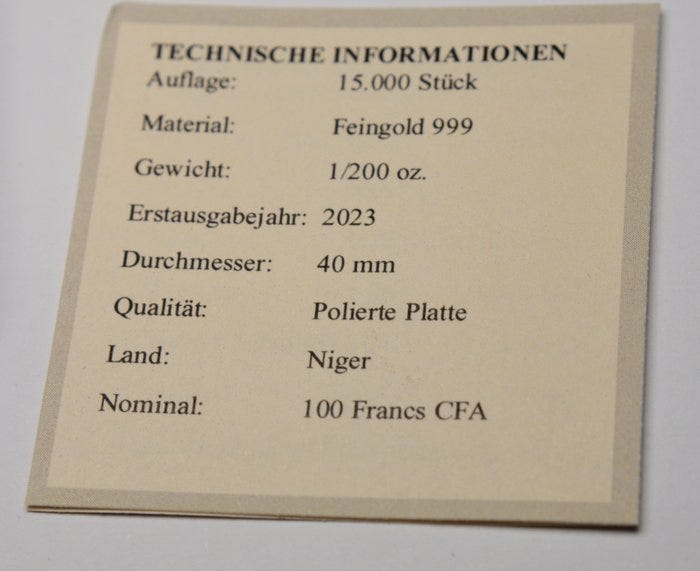 TECHNISCHE INFORMATIONEN
Auflage: 15.000 Stück
Material: Feingold 999
Gewicht: 1/200 oz.
Erstausgabejahr: 2023
Durchmesser: 40 mm
Qualität: Polierte Platte
Land: Niger
Nominal: 100 Francs CFA